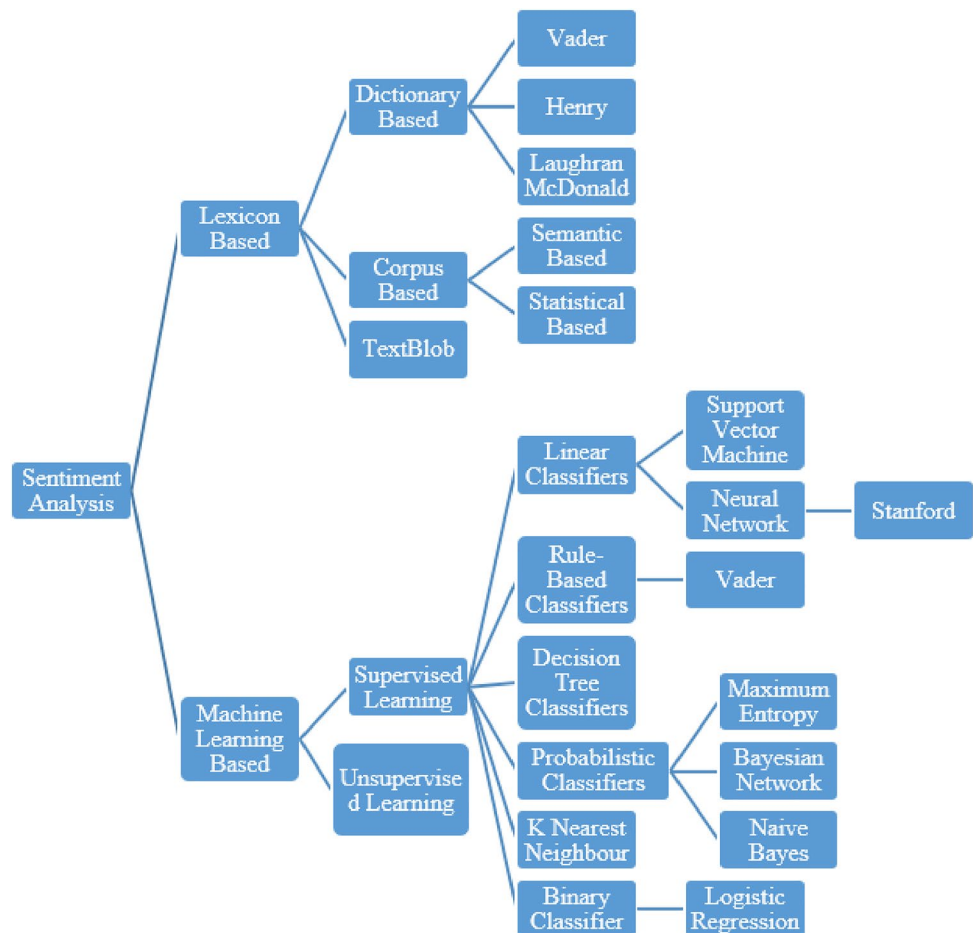 Vader
Dictionary
Based
Henry
Laughran
McDonald
Lexicon
Based
Semantic
Based
Corpus
Based
Statistical
Based
TextBlob
Support
Vector
Machine
Linear
Classifiers
Sentiment
Analysis
Neural
Network
Stanford
Rule-
Based
Classifiers
Vader
Decision
Tree
Classifiers
Supervised
Learning
Maximum
Entropy
Machine
Learning
Based
Probabilistic
Classifiers
Bayesian
Network
Unsupervise
d Learning
K Nearest
Neighbour
Naive
Bayes
Binary
Classifier
Logistic
Regression